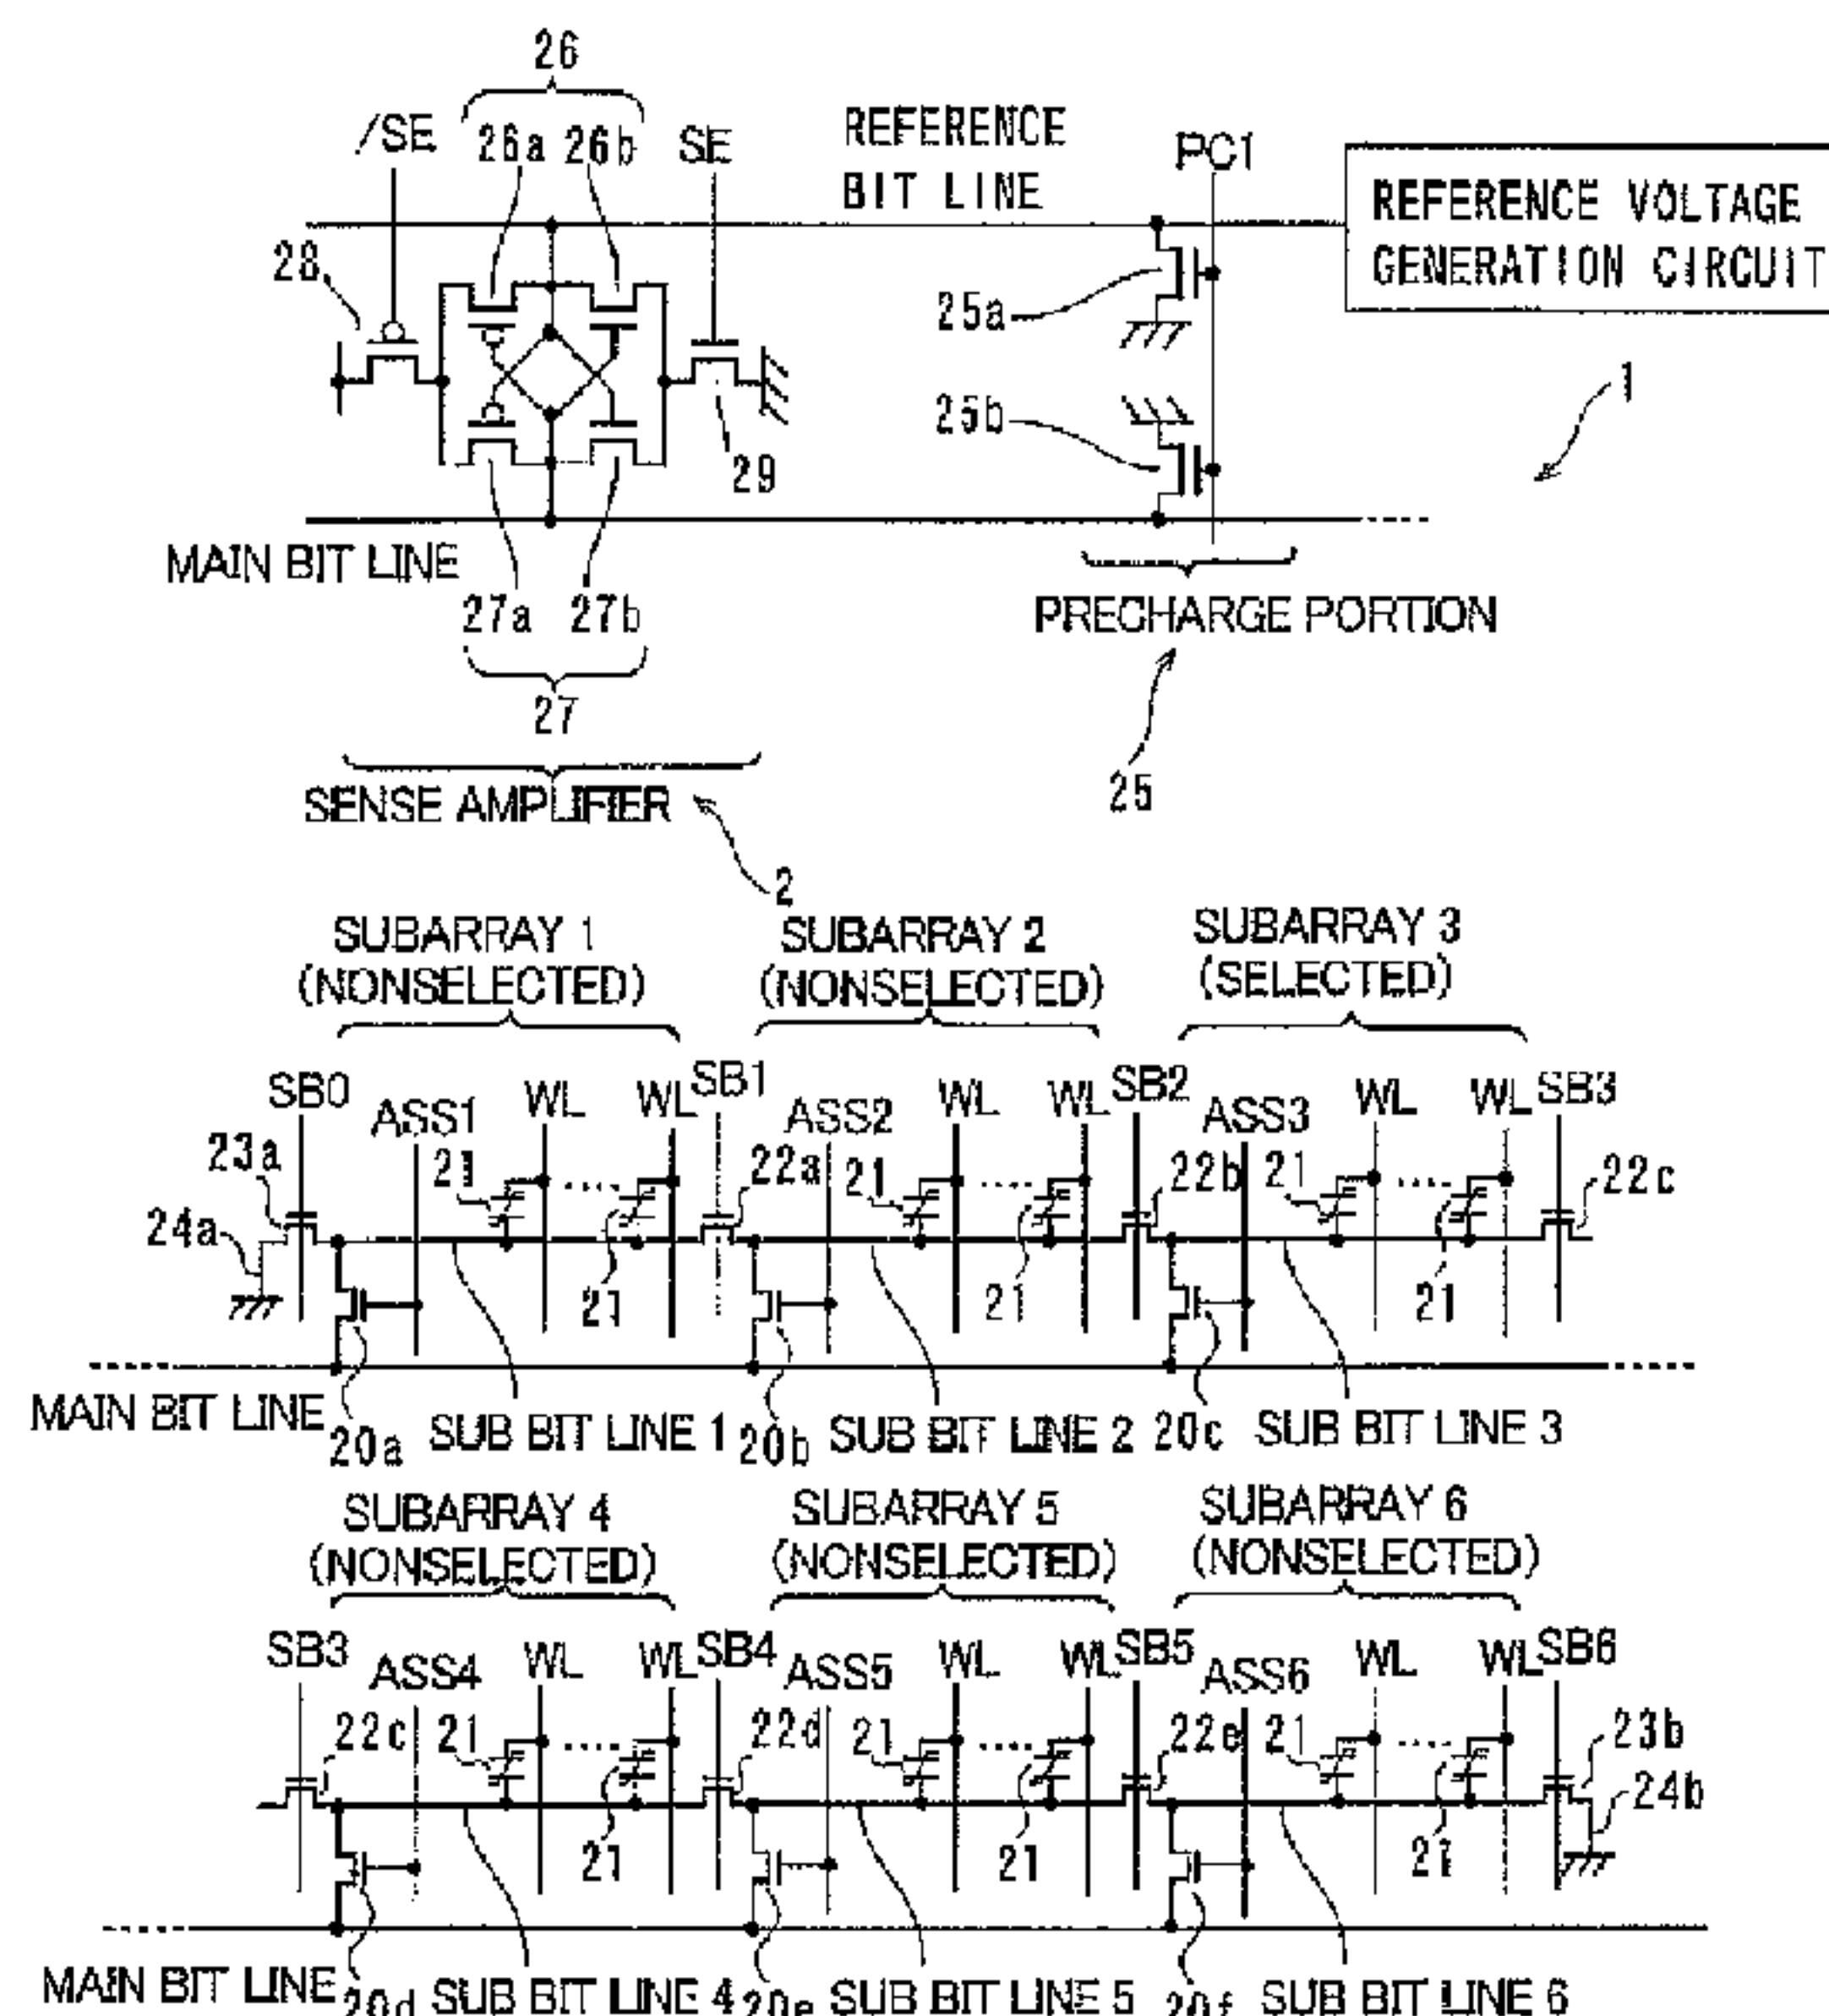 26
/SE 26a 26b SE REFERENCE BIT LINE PC1
REFERENCE VOLTAGE
GENERATION CIRCUIT
28
25a
25b
1
29
MAIN BIT LINE
27a 27b
PRECHARGE PORTION
27
25
SENSE AMPLIFIER
2
SUBARRAY 1 SUBARRAY 2 SUBARRAY 3
(NONSELECTED) (NONSELECTED) (SELECTED)
SB0 ASS1 WL WL SB1 ASS2 WL WL SB2 ASS3 WL WL SB3
23a 21 22a 21 22b 21 22c
24a
21 21 21
MAIN BIT LINE 20a SUB BIT LINE 1 20b SUB BIT LINE 2 20c SUB BIT LINE 3
SUBARRAY 4 SUBARRAY 5 SUBARRAY 6
(NONSELECTED) (NONSELECTED) (NONSELECTED)
SB3 ASS4 WL WL SB4 ASS5 WL WL SB5 ASS6 WL WL SB6
22c 21 22d 21 22e 21 23b
24b
21 21 21
MAIN BIT LINE 20d SUB BIT LINE 4 20e SUB BIT LINE 5 20f SUB BIT LINE 6